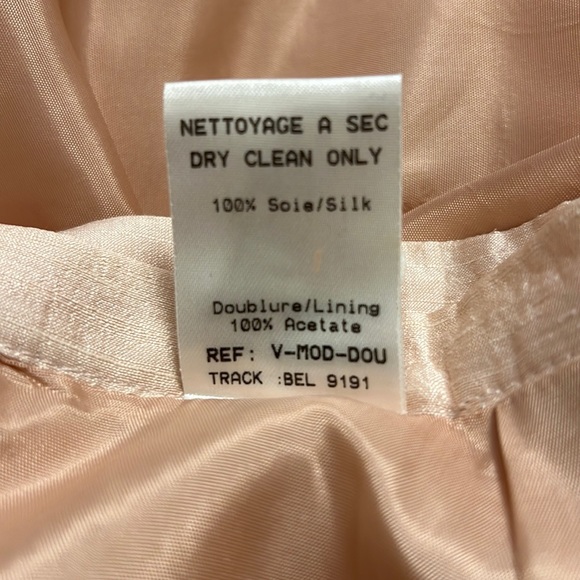 NETTOYAGE A SEC
DRY CLEAN ONLY
100% Soie/Silk
Doublure/Lining
100% Acetate
REF: V-MOD-DOU
TRACK :BEL 9191